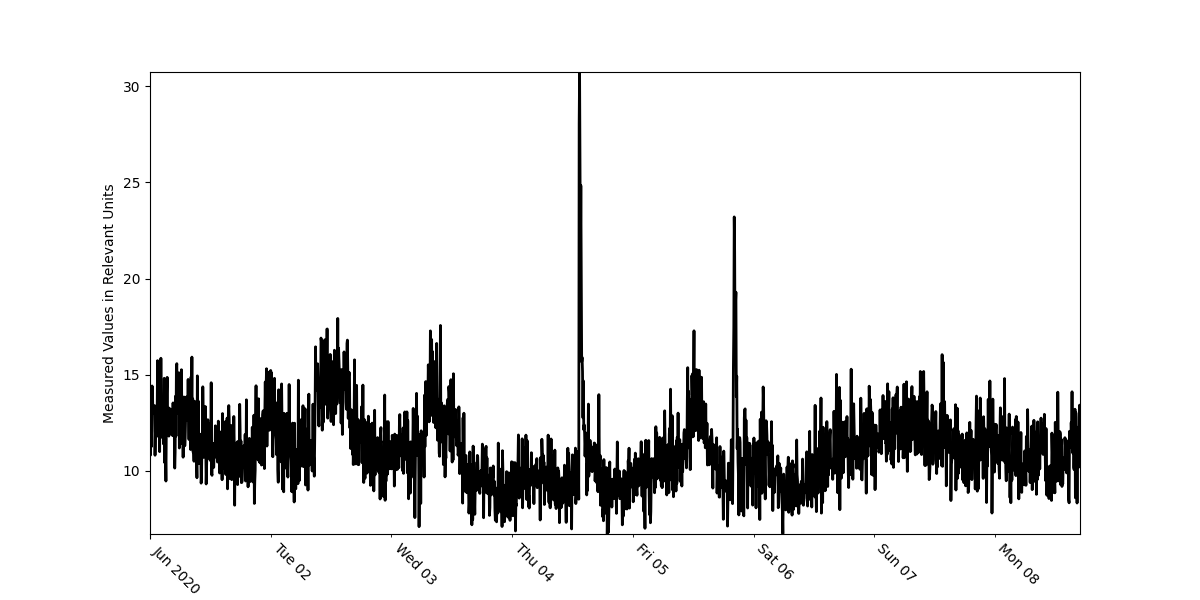 Measured Values in Relevant Units
30
25
20
15
10
Jun 2020
Tue 02
Wed 03
Thu 04
Fri 05
Sat 06
Sun 07
Mon 08